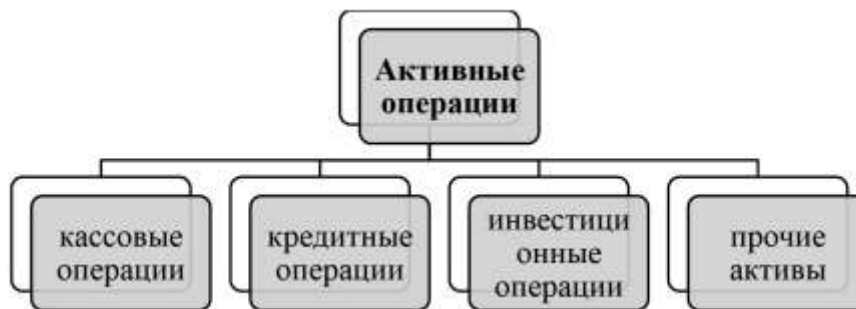 Активные
операции
кассовые
операции
кредитные
операции
инвестици
онные
операции
прочие
активы